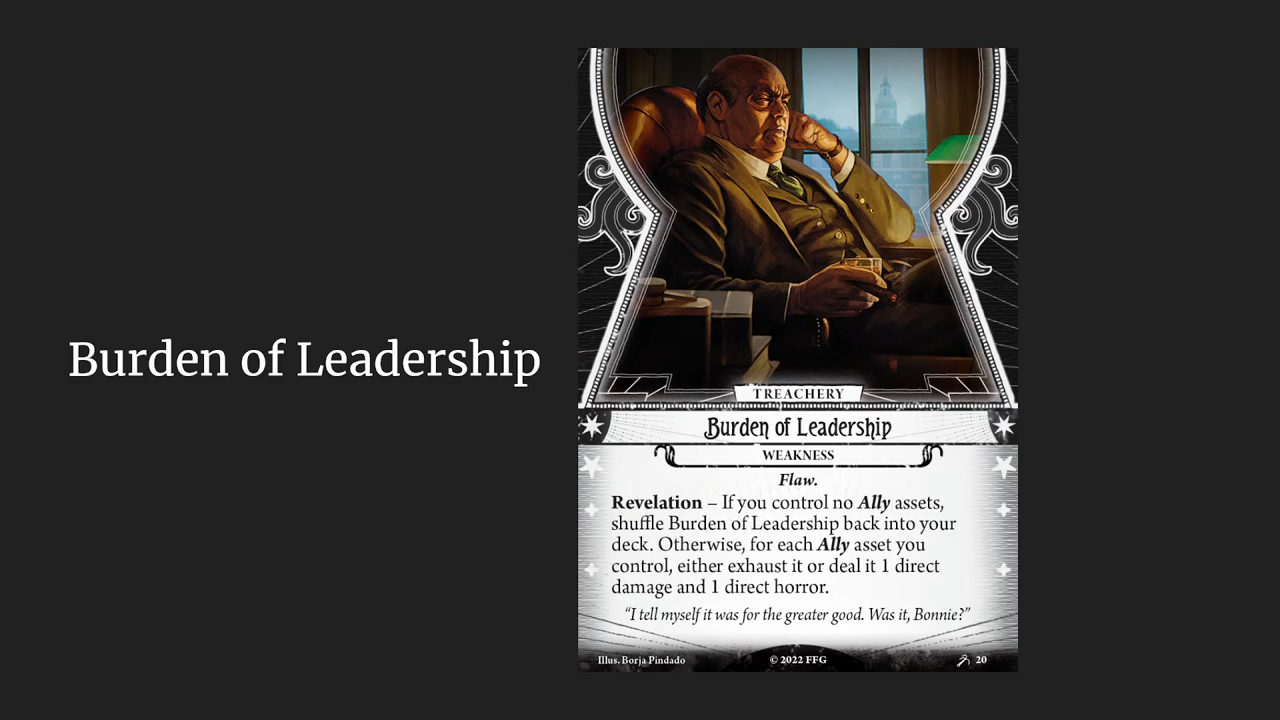 Burden of Leadership
TREACHERY
Burden of Leadership
WEAKNESS
Flaw.
Revelation – If you control no Ally assets,
shuffle Burden of Leadership back into your
deck. Otherwise, for each Ally asset you
control, either exhaust it or deal it 1 direct
damage and 1 direct horror.
“I tell myself it was for the greater good. Was it, Bonnie?”
Illus. Borja Pindado
© 2022 FFG
20